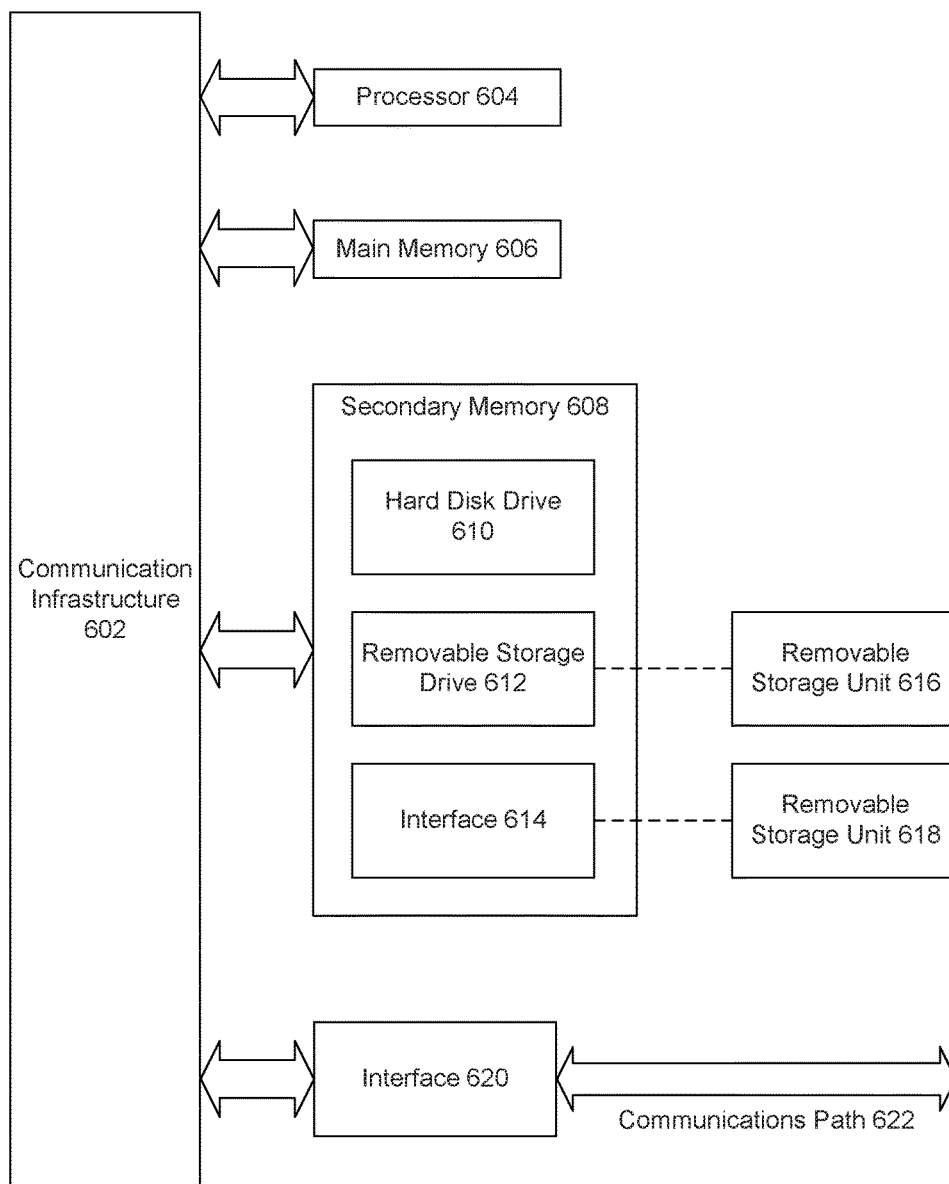 Processor 604
Main Memory 606
Secondary Memory 608
Hard Disk Drive
610
Communication
Infrastructure
602
Removable Storage
Drive 612
Removable
Storage Unit 616
Interface 614
Removable
Storage Unit 618
Interface 620
Communications Path 622